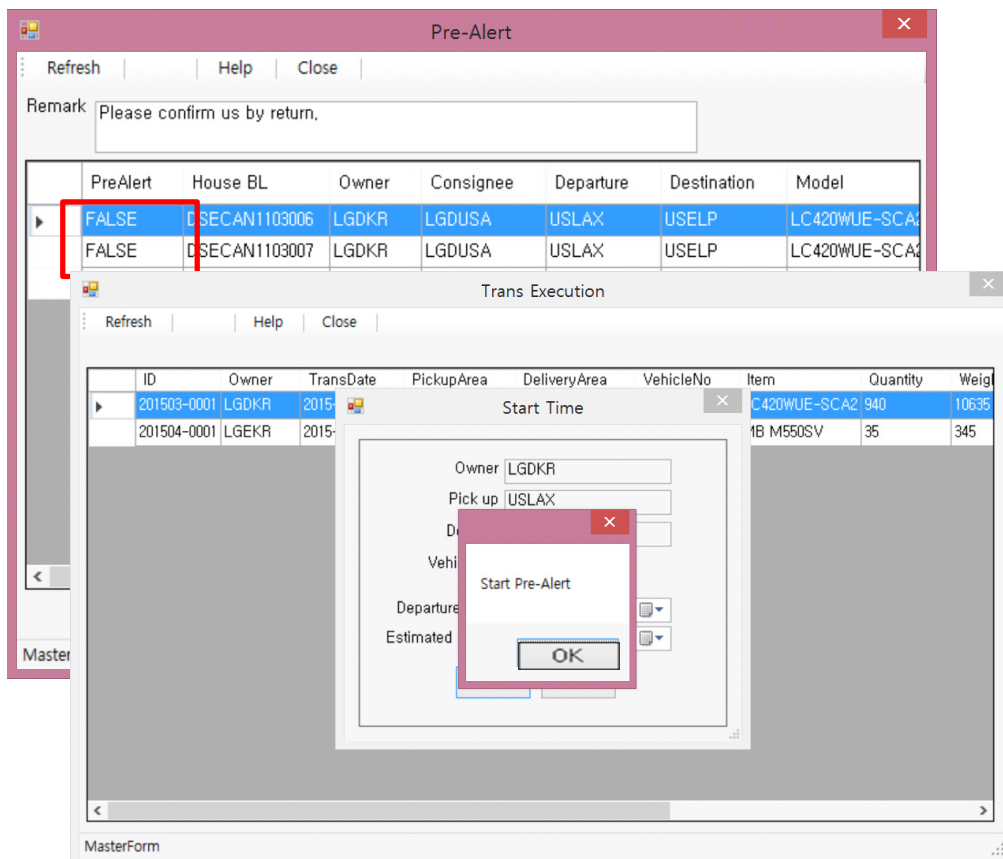 Pre-Alert
Refresh Help Close
Remark Please confirm us by return,
PreAlert House BL Owner Consignee Departure Destination Model
FALSE DSECAN1103006 LGDKR LGDUSA USLAX USELP LC420WUE-SCA2
FALSE DSECAN1103007 LGDKR LGDUSA USLAX USELP LC420WUE-SCA2
Trans Execution
Refresh Help Close
ID Owner TransDate PickupArea DeliveryArea VehicleNo Item Quantity Weigl
201503-0001 LGDKR 2015- C420WUE-SCA2 940 10635
201504-0001 LGEKR 2015- MB M550SV 35 345
Start Time
Owner LGDKR
Pick up USLAX
Vehi
Departure
Estimated
Start Pre-Alert
OK
Master
MasterForm